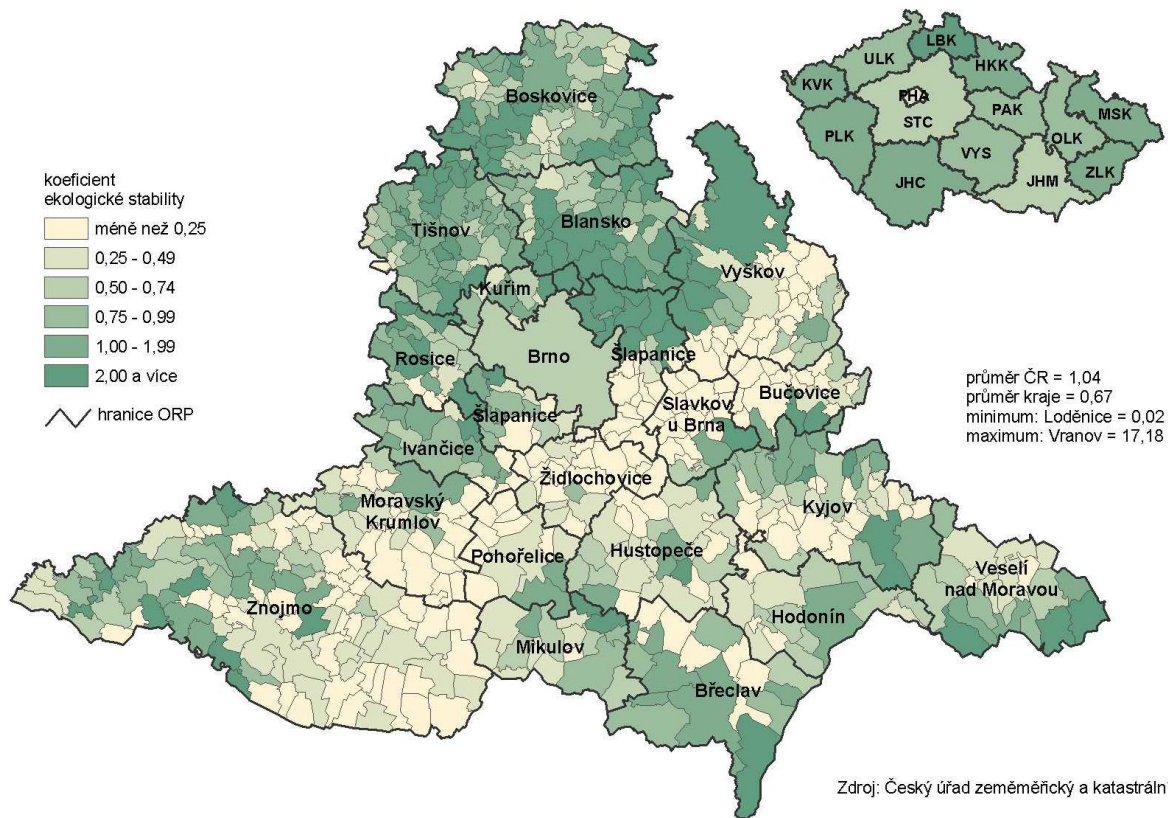 LBK
ULK
HKK
KVK
PHA
STC
PAK
MSK
PLK
OLK
VYS
JHC
JHM
ZLK
koeficient
ekologické stability
méně než 0,25
0,25 - 0,49
0,50 - 0,74
0,75 - 0,99
1,00 - 1,99
2,00 a více
hranice ORP
Boskovice
Tišnov
Blansko
Vyškov
Kuřim
Rosice
Brno
Šlapanice
Slavkov
u Brna
Bučovice
Šlapanice
Ivančice
Židlochovice
Moravský
Krumlov
Pohořelice
Hustopeče
Kyjov
Veselí
nad Moravou
Znojmo
Mikulov
Hodonín
Břeclav
průměr ČR = 1,04
průměr kraje = 0,67
minimum: Loděnice = 0,02
maximum: Vranov = 17,18
Zdroj: Český úřad zeměměřický a katastráln